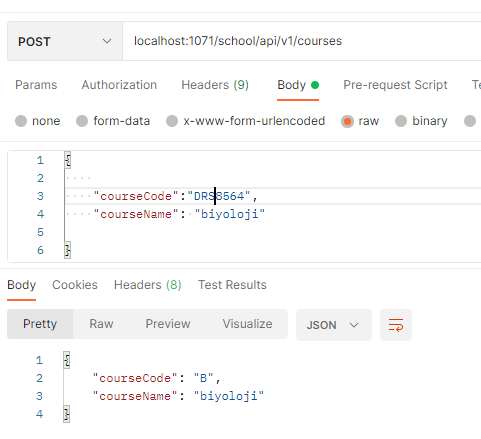 POST localhost:1071/school/api/v1/courses
Params Authorization Headers (9) Body Pre-request Script
none form-data x-www-form-urlencoded raw binary
1 {
2
3 "courseCode":"DRS8564",
4 "courseName": "biyoloji"
5
6 }
Body Cookies Headers (8) Test Results
Pretty Raw Preview Visualize JSON
1 {
2 "courseCode": "B",
3 "courseName": "biyoloji"
4 }